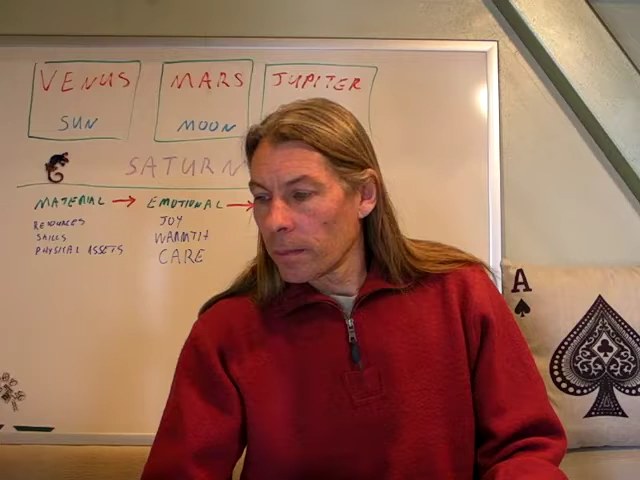 VENUS
MARS
JUPITER
SUN
MOON
SATURN
MATERIAL → EMOTIONAL →
RESOURCES
JOY
SKILLS
WARMTH
PHYSICAL ASSETS
CARE
A